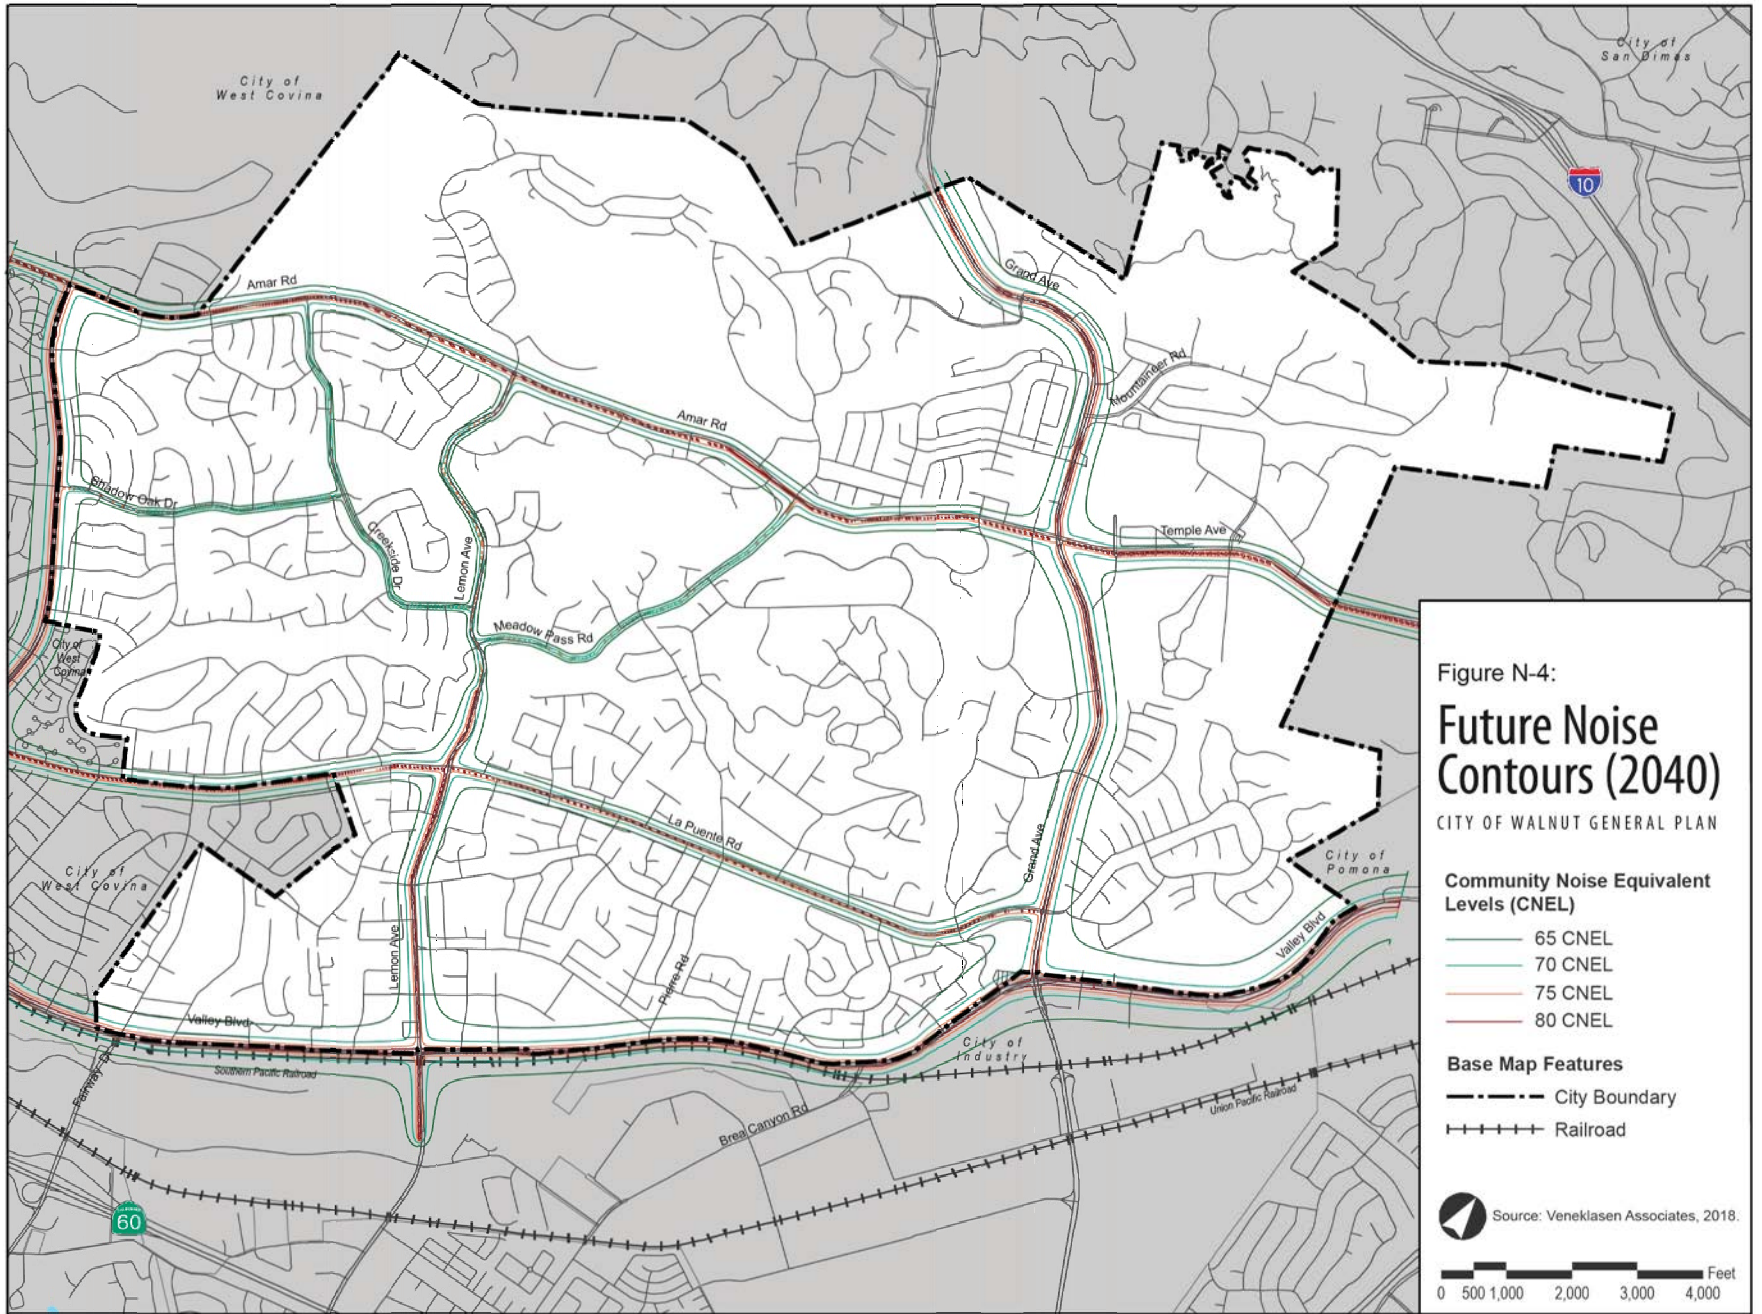 City of
West Covina
City of
San Dimas
10
Amar Rd
Grand Ave
Mountaineer Rd
Amar Rd
Shadow Oak Dr
Creekside Dr
Lemon Ave
Temple Ave
Meadow Pass Rd
City of
West
Covina
La Puente Rd
Grand Ave
City of
West Covina
City of
Pomona
Lemon Ave
Pierre Rd
Valley Blvd
Valley Blvd
City of
Industry
Southern Pacific Railroad
Fairway Dr
Brea Canyon Rd
Union Pacific Railroad
60
Figure N-4:
Future Noise
Contours (2040)
CITY OF WALNUT GENERAL PLAN
Community Noise Equivalent
Levels (CNEL)
65 CNEL
70 CNEL
75 CNEL
80 CNEL
Base Map Features
City Boundary
Railroad
Source: Veneklasen Associates, 2018.
Feet
0 500 1,000 2,000 3,000 4,000